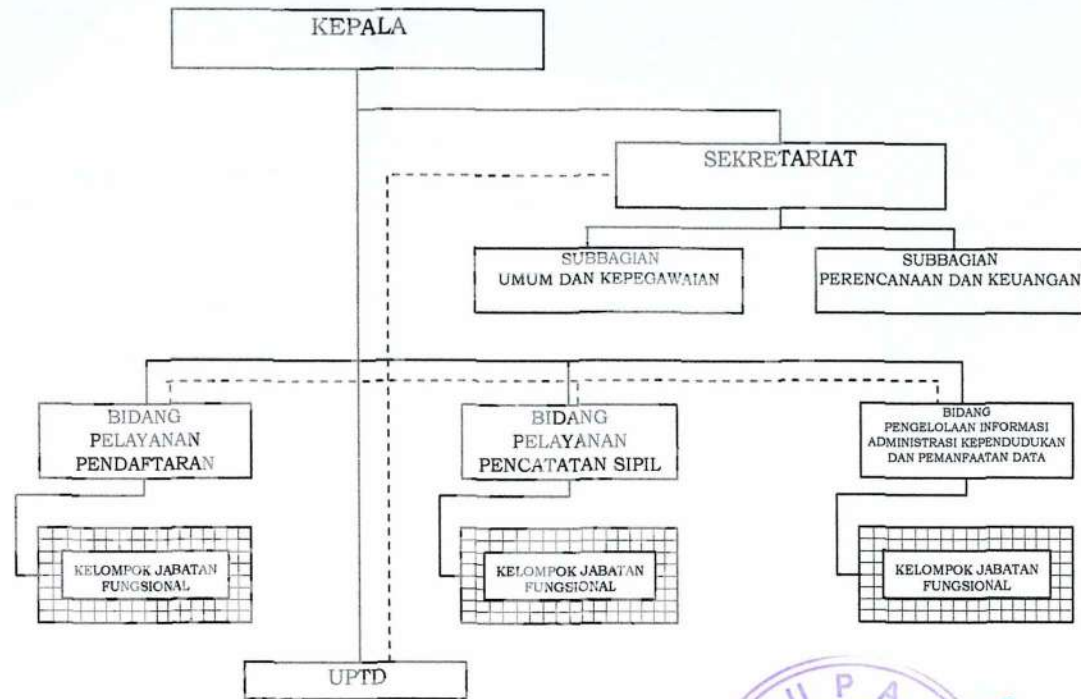 KEPALA
SEKRETARIAT
SUBBAGIAN
UMUM DAN KEPEGAWAIAN
SUBBAGIAN
PERENCANAAN DAN KEUANGAN
BIDANG
PELAYANAN
PENDAFTARAN
BIDANG
PELAYANAN
PENCATATAN SIPIL
BIDANG
PENGELOLAAN INFORMASI
ADMINISTRASI KEPENDUDUKAN
DAN PEMANFAATAN DATA
KELOMPOK JABATAN
FUNGSIONAL
KELOMPOK JABATAN
FUNGSIONAL
KELOMPOK JABATAN
FUNGSIONAL
UPTD
U P A